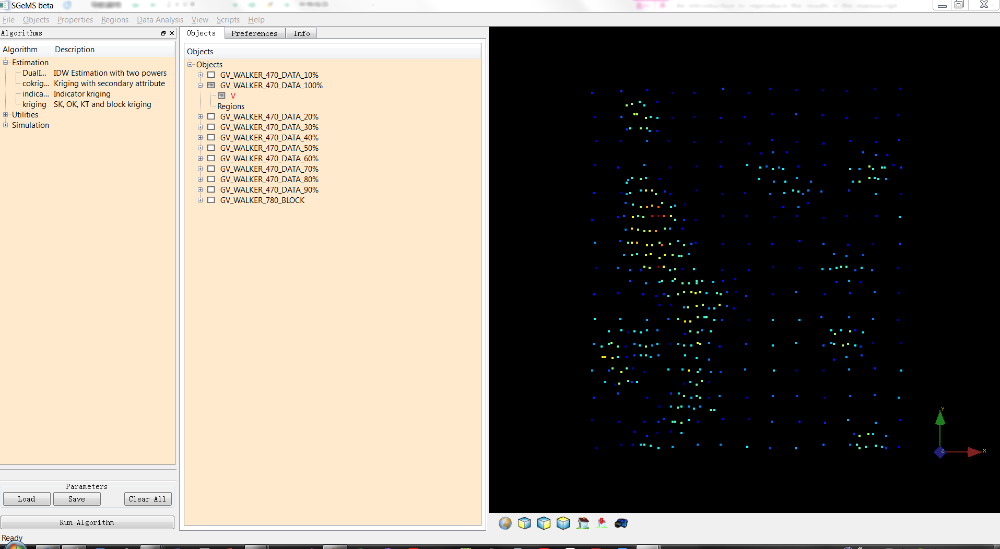 SGeMS beta
File Objects Properties Regions Data Analysis View Scripts Help
Algorithms
Objects Preferences Info
Algorithm Description
Estimation
DualI... IDW Estimation with two powers
cokrig... Kriging with secondary attribute
indica... Indicator kriging
kriging SK, OK, KT and block kriging
Utilities
Simulation
Objects
Objects
GV_WALKER_470_DATA_10%
GV_WALKER_470_DATA_100%
V
Regions
GV_WALKER_470_DATA_20%
GV_WALKER_470_DATA_30%
GV_WALKER_470_DATA_40%
GV_WALKER_470_DATA_50%
GV_WALKER_470_DATA_60%
GV_WALKER_470_DATA_70%
GV_WALKER_470_DATA_80%
GV_WALKER_470_DATA_90%
GV_WALKER_780_BLOCK
Y
Z
X
Parameters
Load Save Clear All
Run Algorithm
Ready